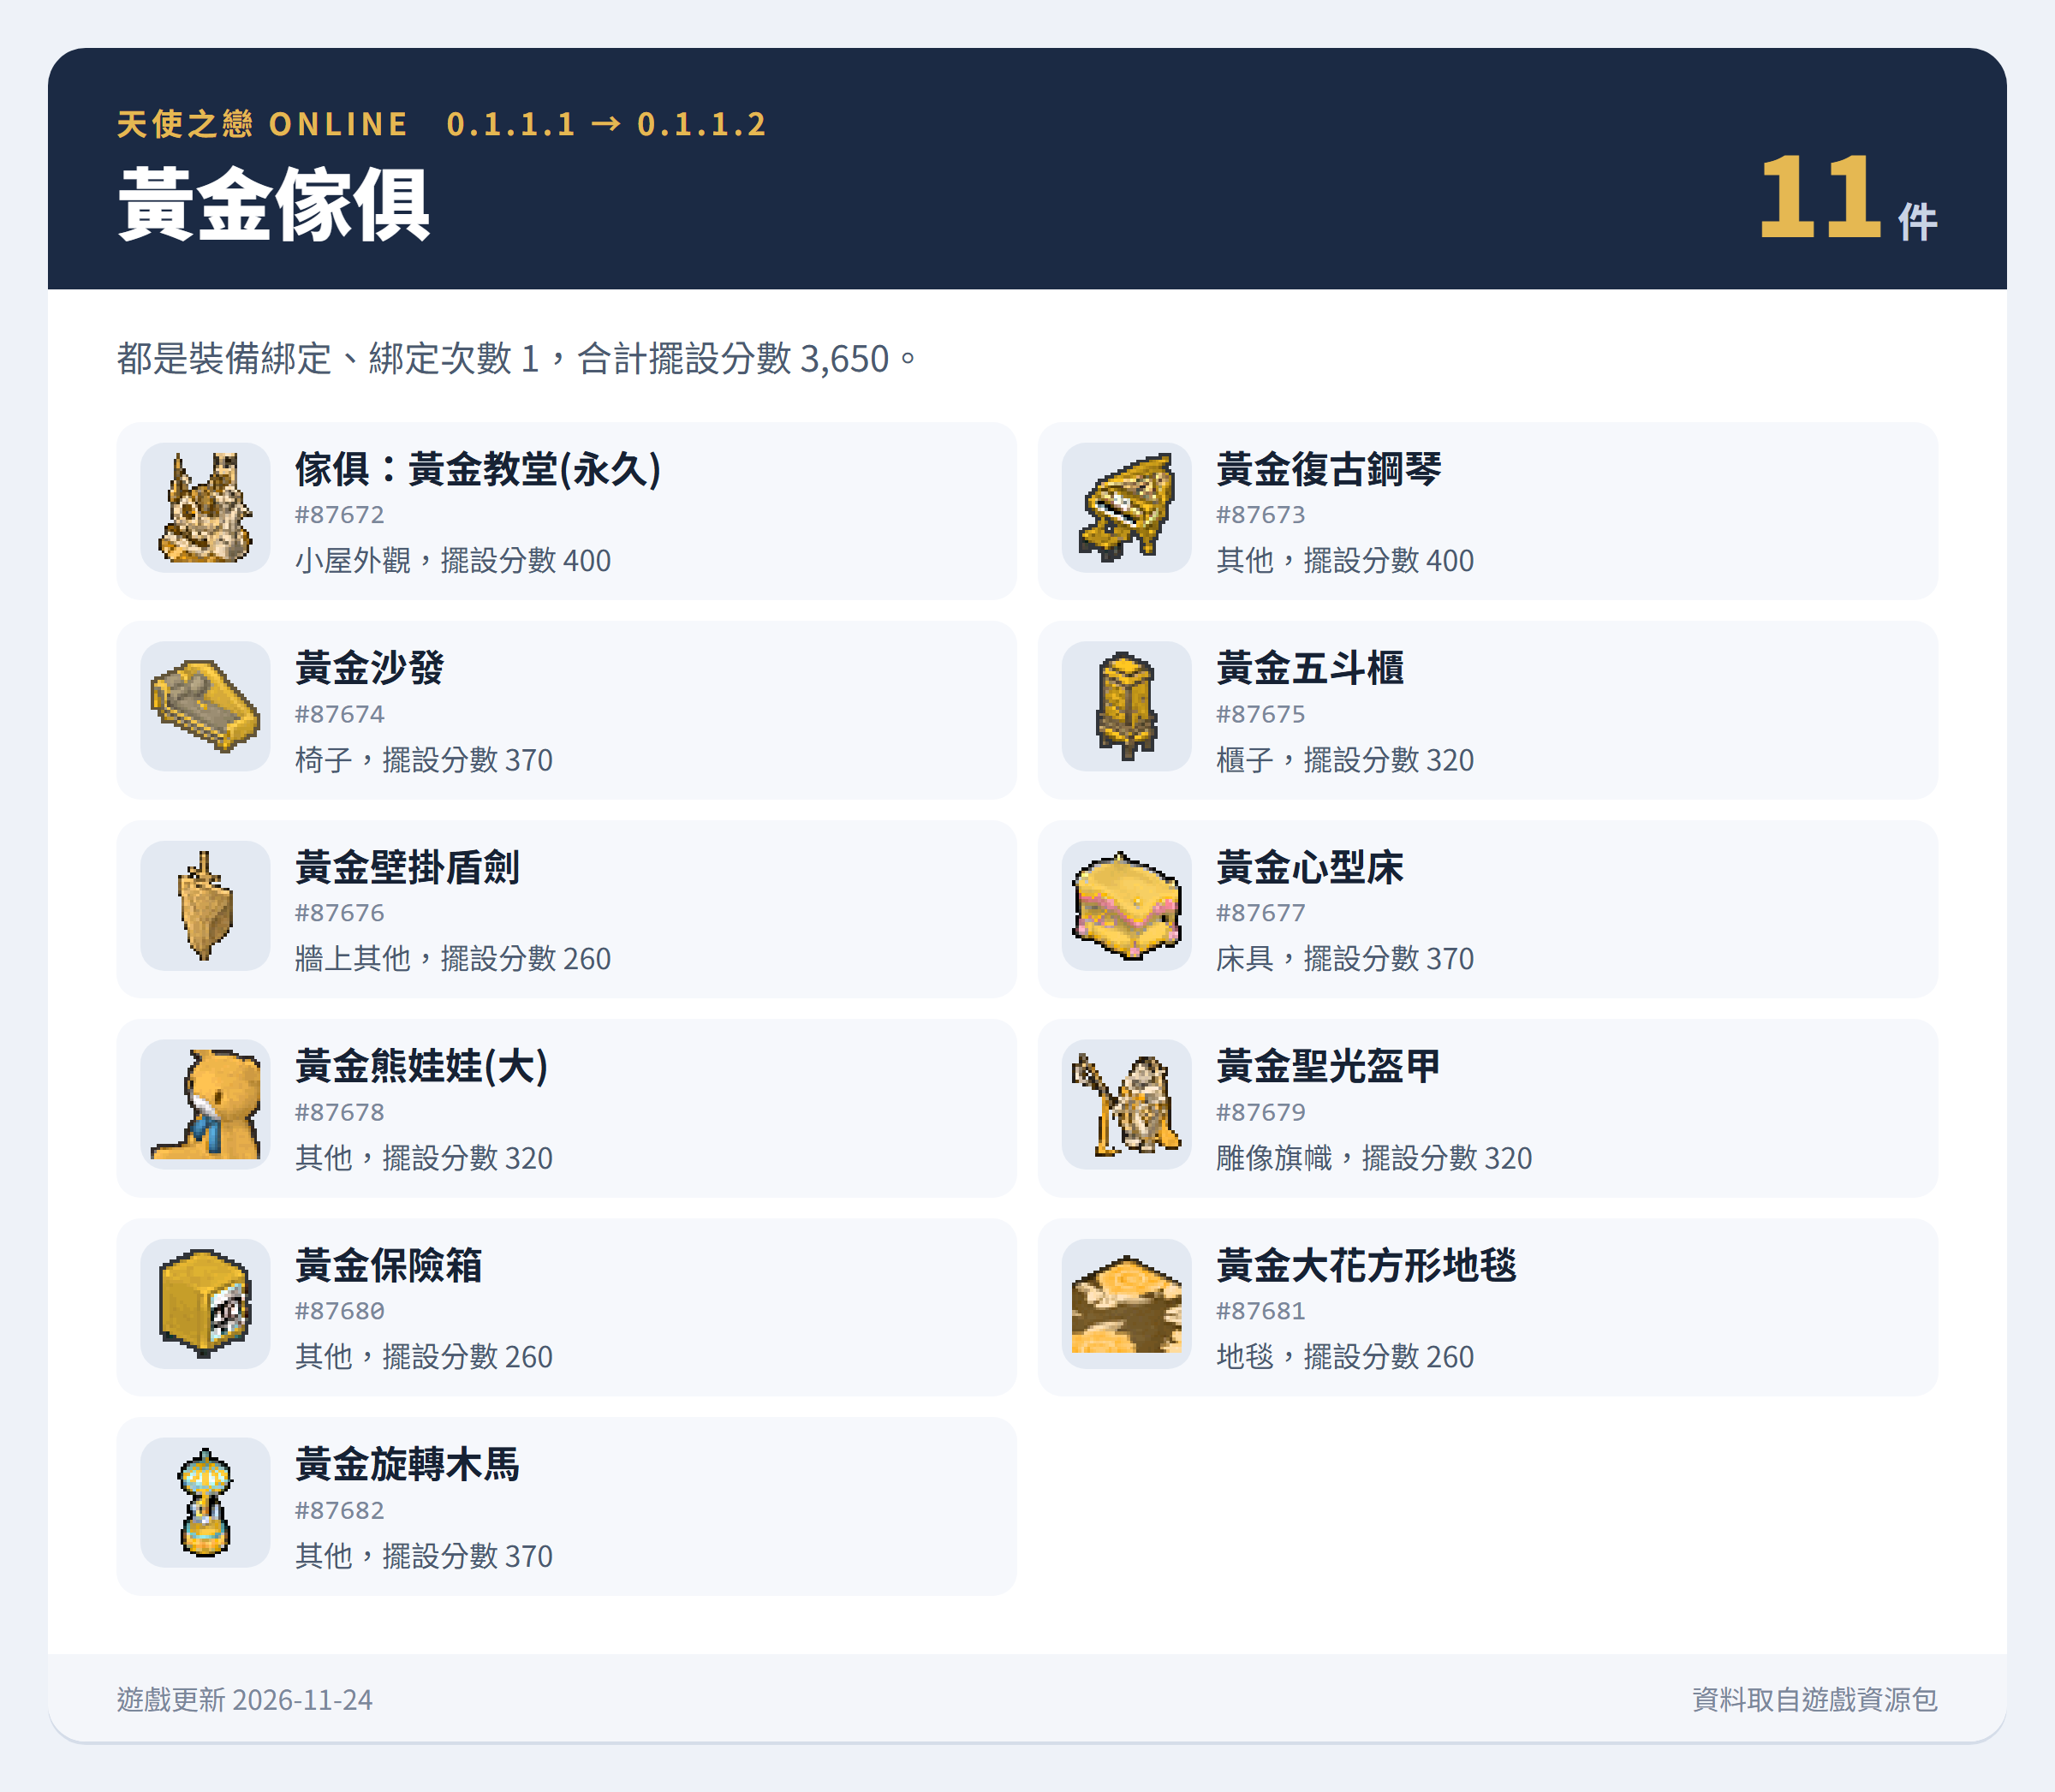 天使之戀 ONLINE 0.1.1.1 → 0.1.1.2
黃金傢俱
11 件
都是裝備綁定、綁定次數 1，合計擺設分數 3,650。
傢俱：黃金教堂(永久)
#87672
小屋外觀，擺設分數 400
黃金復古鋼琴
#87673
其他，擺設分數 400
黃金沙發
#87674
椅子，擺設分數 370
黃金五斗櫃
#87675
櫃子，擺設分數 320
黃金壁掛盾劍
#87676
牆上其他，擺設分數 260
黃金心型床
#87677
床具，擺設分數 370
黃金熊娃娃(大)
#87678
其他，擺設分數 320
黃金聖光盔甲
#87679
雕像旗幟，擺設分數 320
黃金保險箱
#87680
其他，擺設分數 260
黃金大花方形地毯
#87681
地毯，擺設分數 260
黃金旋轉木馬
#87682
其他，擺設分數 370
遊戲更新 2026-11-24
資料取自遊戲資源包